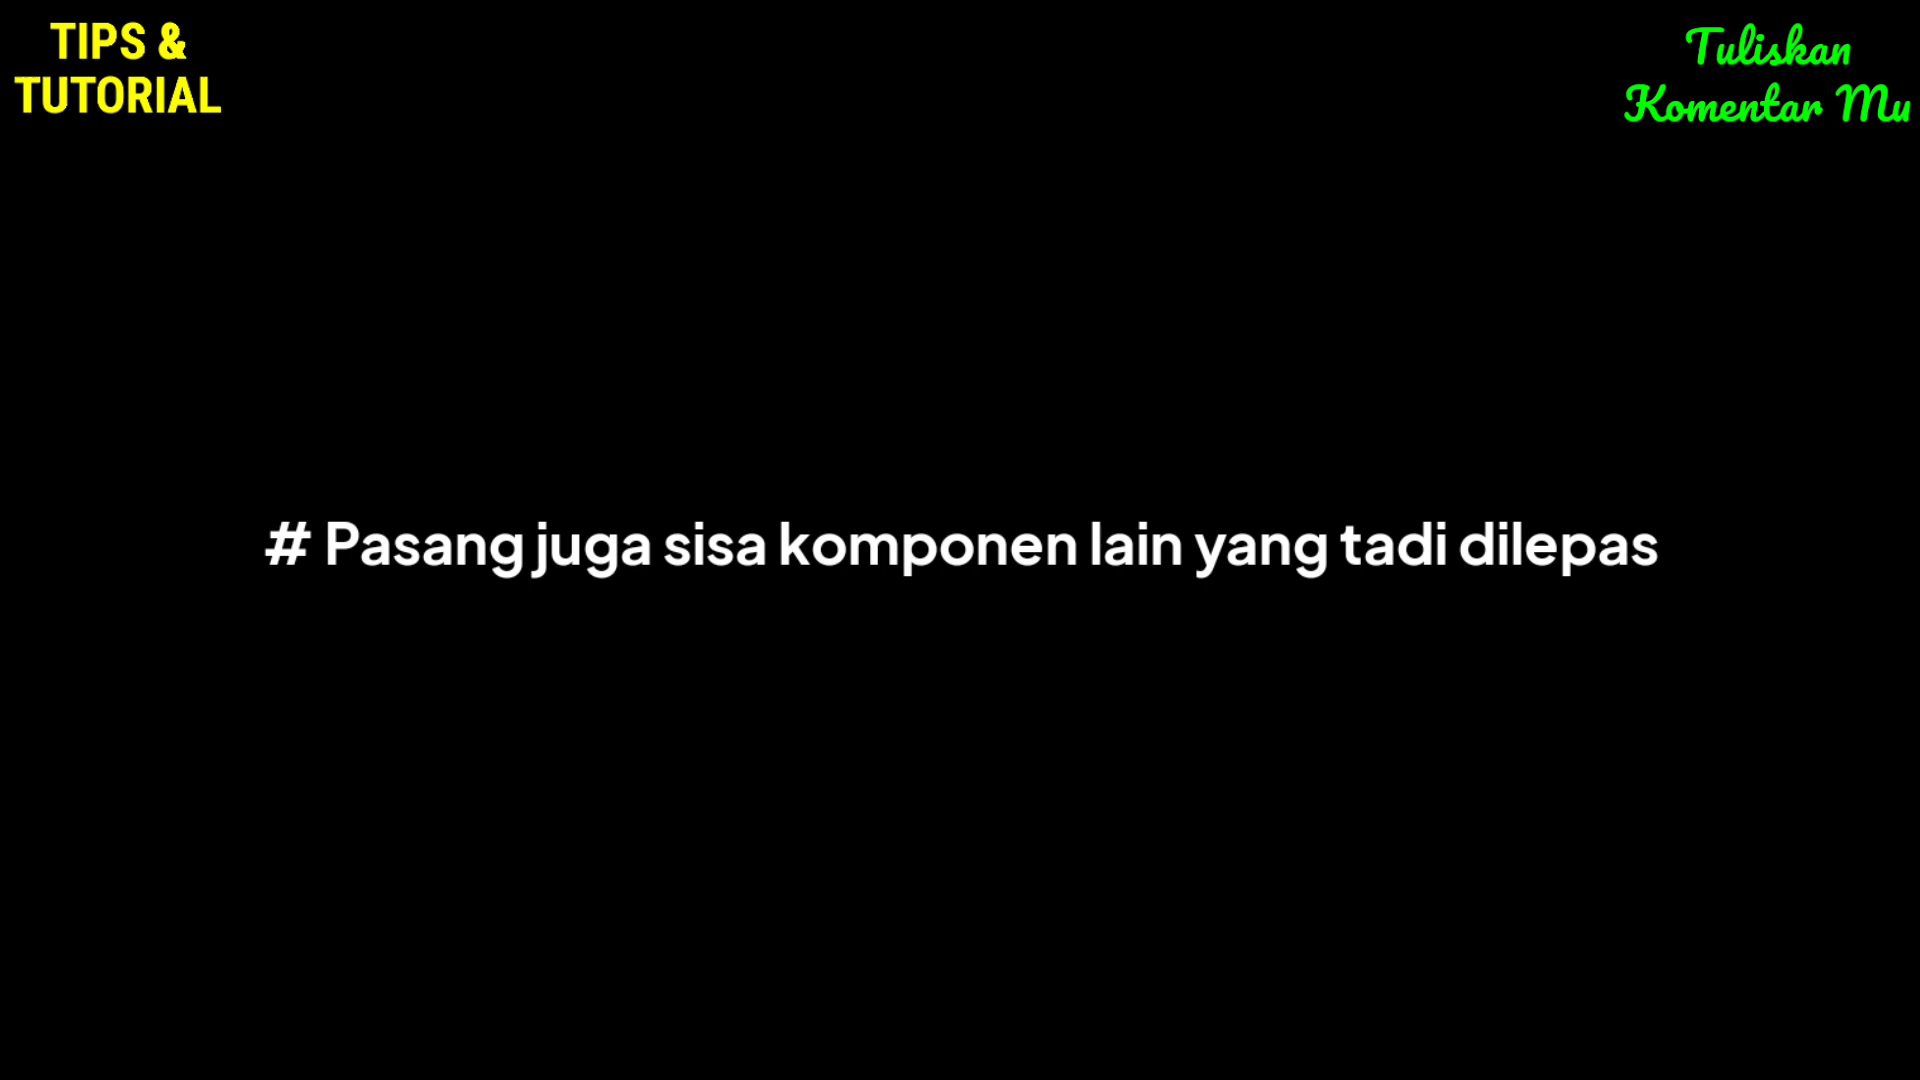 TIPS &
TUTORIAL
Tuliskan
Komentar Mu
# Pasang juga sisa komponen lain yang tadi dilepas